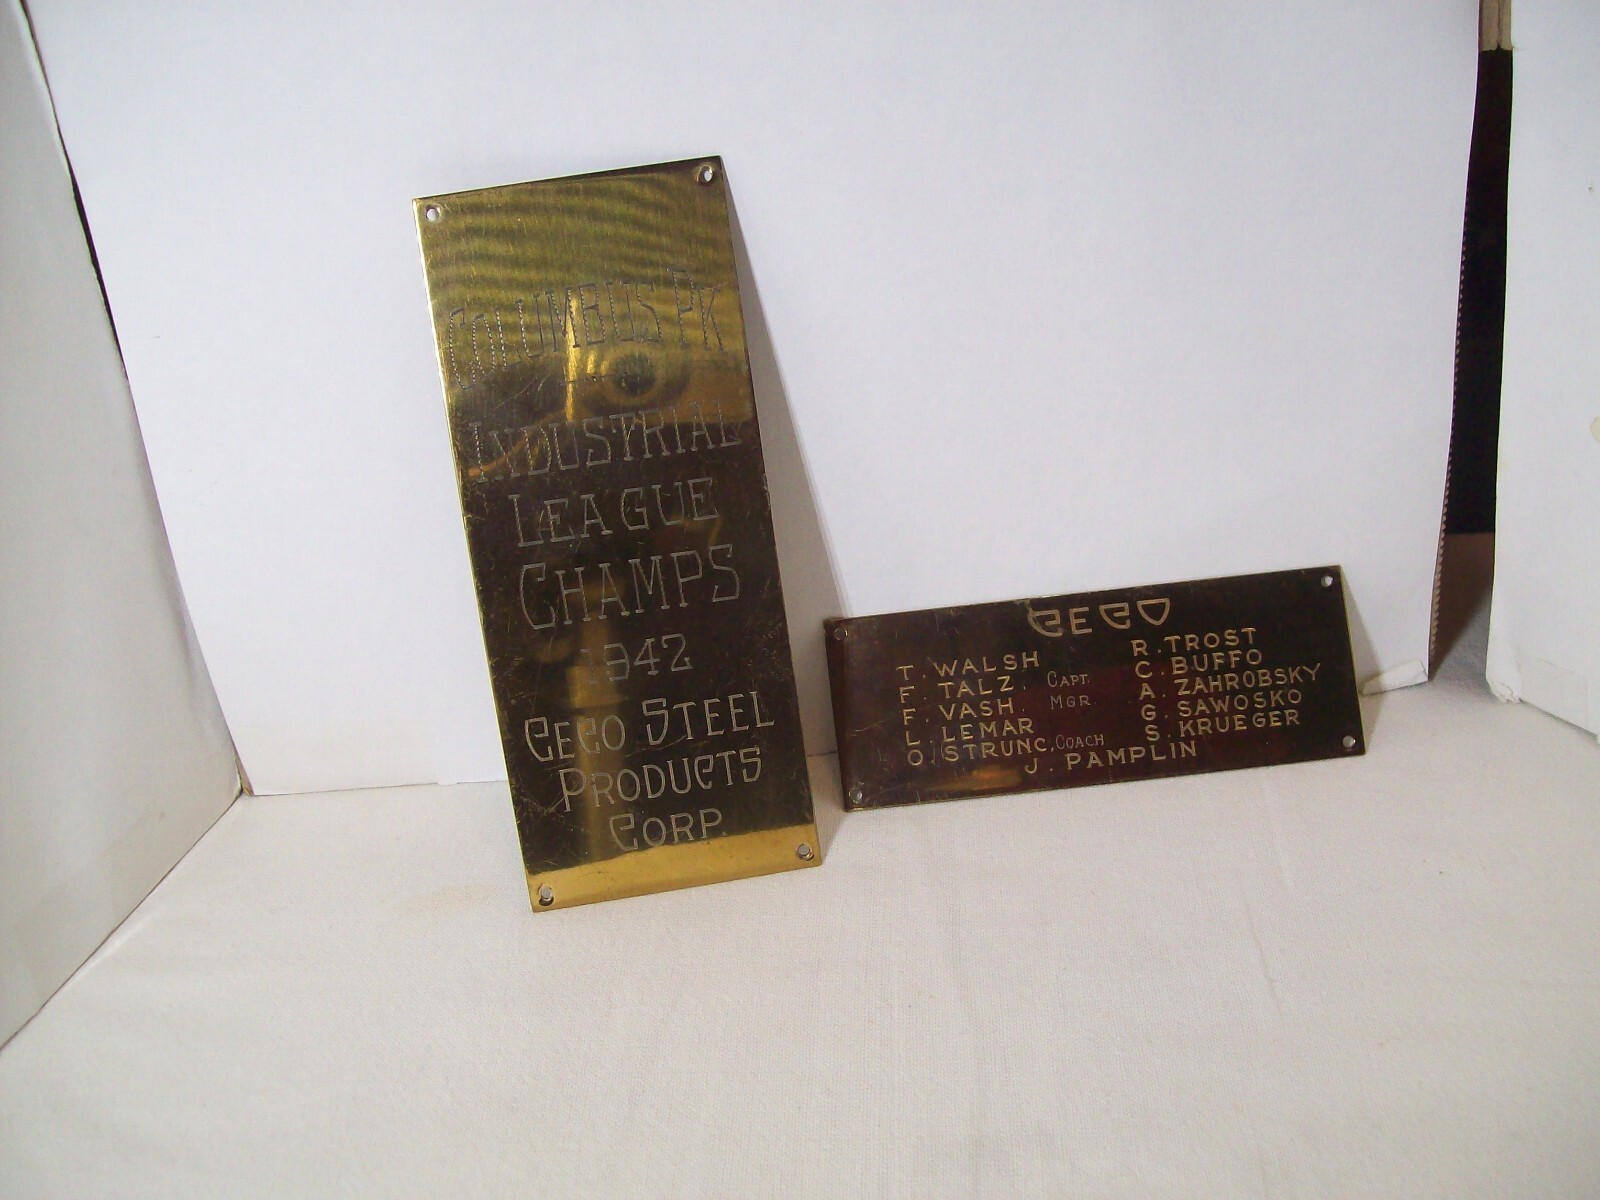 COLUMBUS PK
INDUSTRIAL
LEAGUE
CHAMPS
1942
CECO STEEL
PRODUCTS
CORP.
CECO
T. WALSH
F. TALZ. CAPT.
F. VASH. MGR.
L. LEMAR
O. STRUNC, COACH
R. TROST
C. BUFFO
A. ZAHROBSKY
G. SAWOSKO
S. KRUEGER
J. PAMPLIN